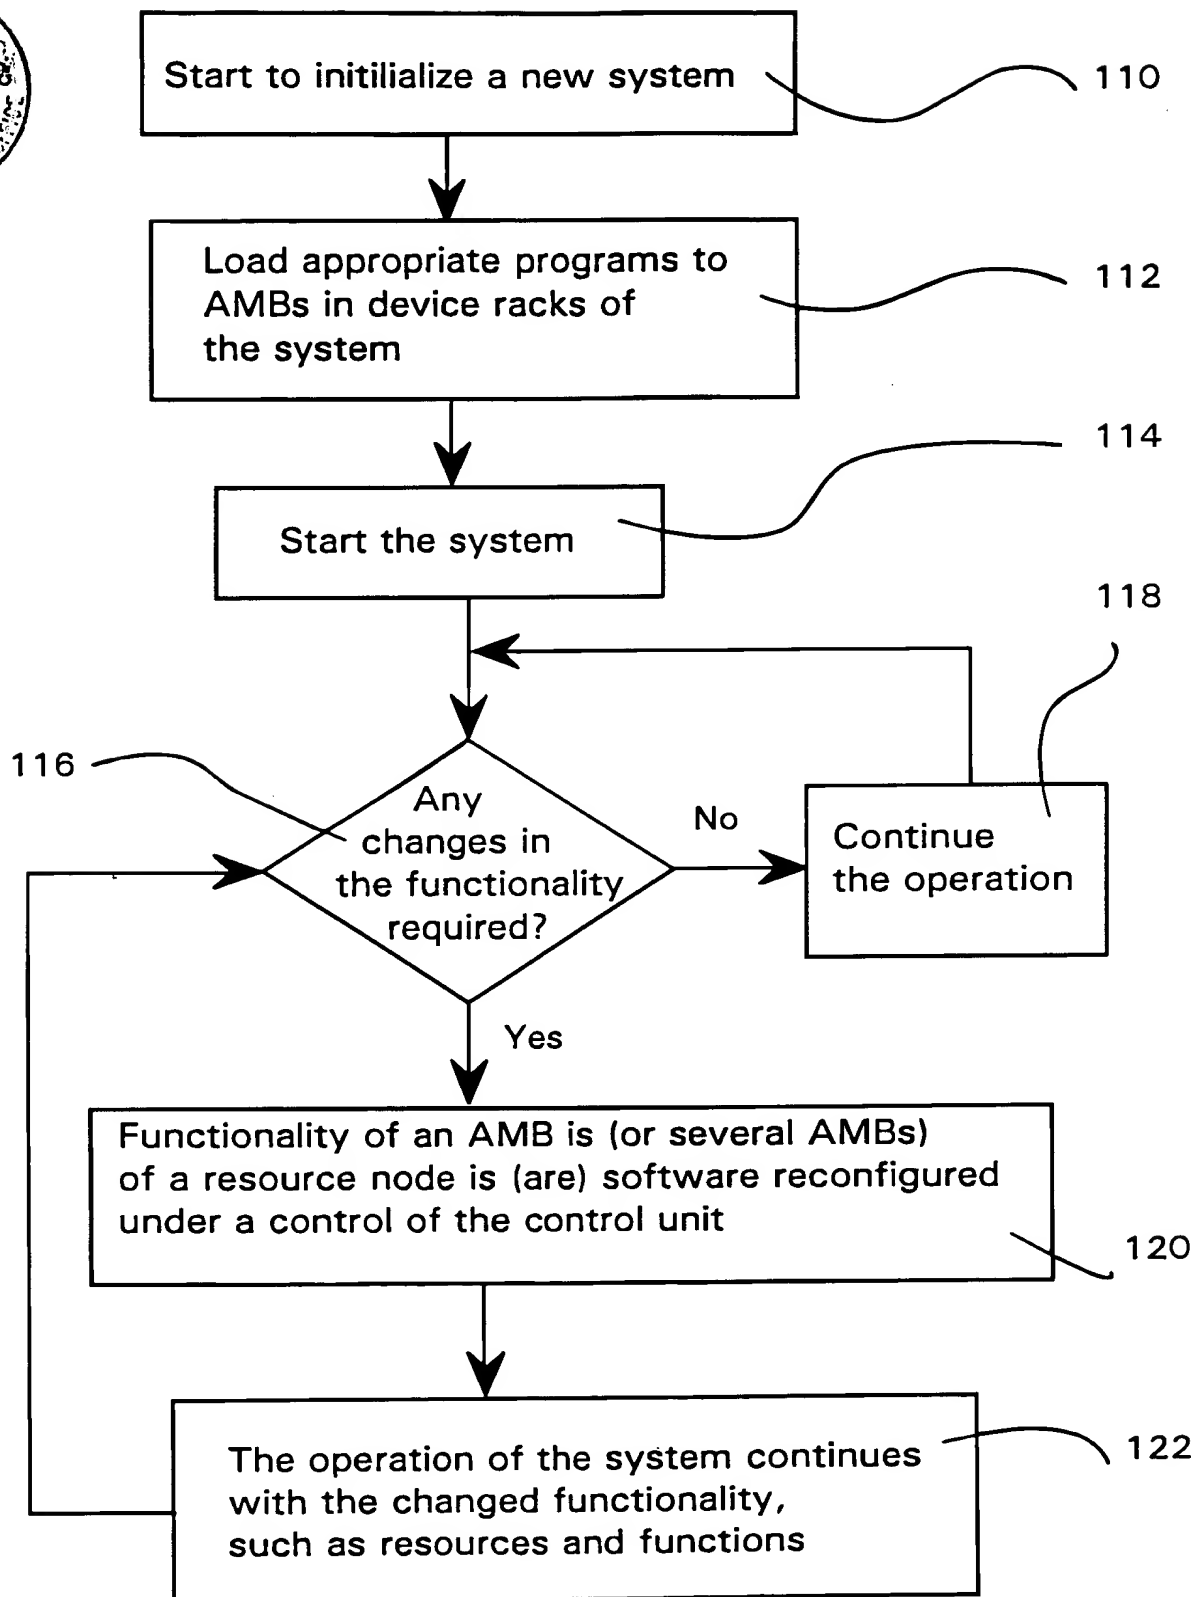 Start to initilialize a new system
110
Load appropriate programs to
AMBs in device racks of
the system
112
114
Start the system
118
116
Any
changes in
the functionality
required?
No
Continue
the operation
Yes
Functionality of an AMB is (or several AMBs)
of a resource node is (are) software reconfigured
under a control of the control unit
120
The operation of the system continues
with the changed functionality,
such as resources and functions
122